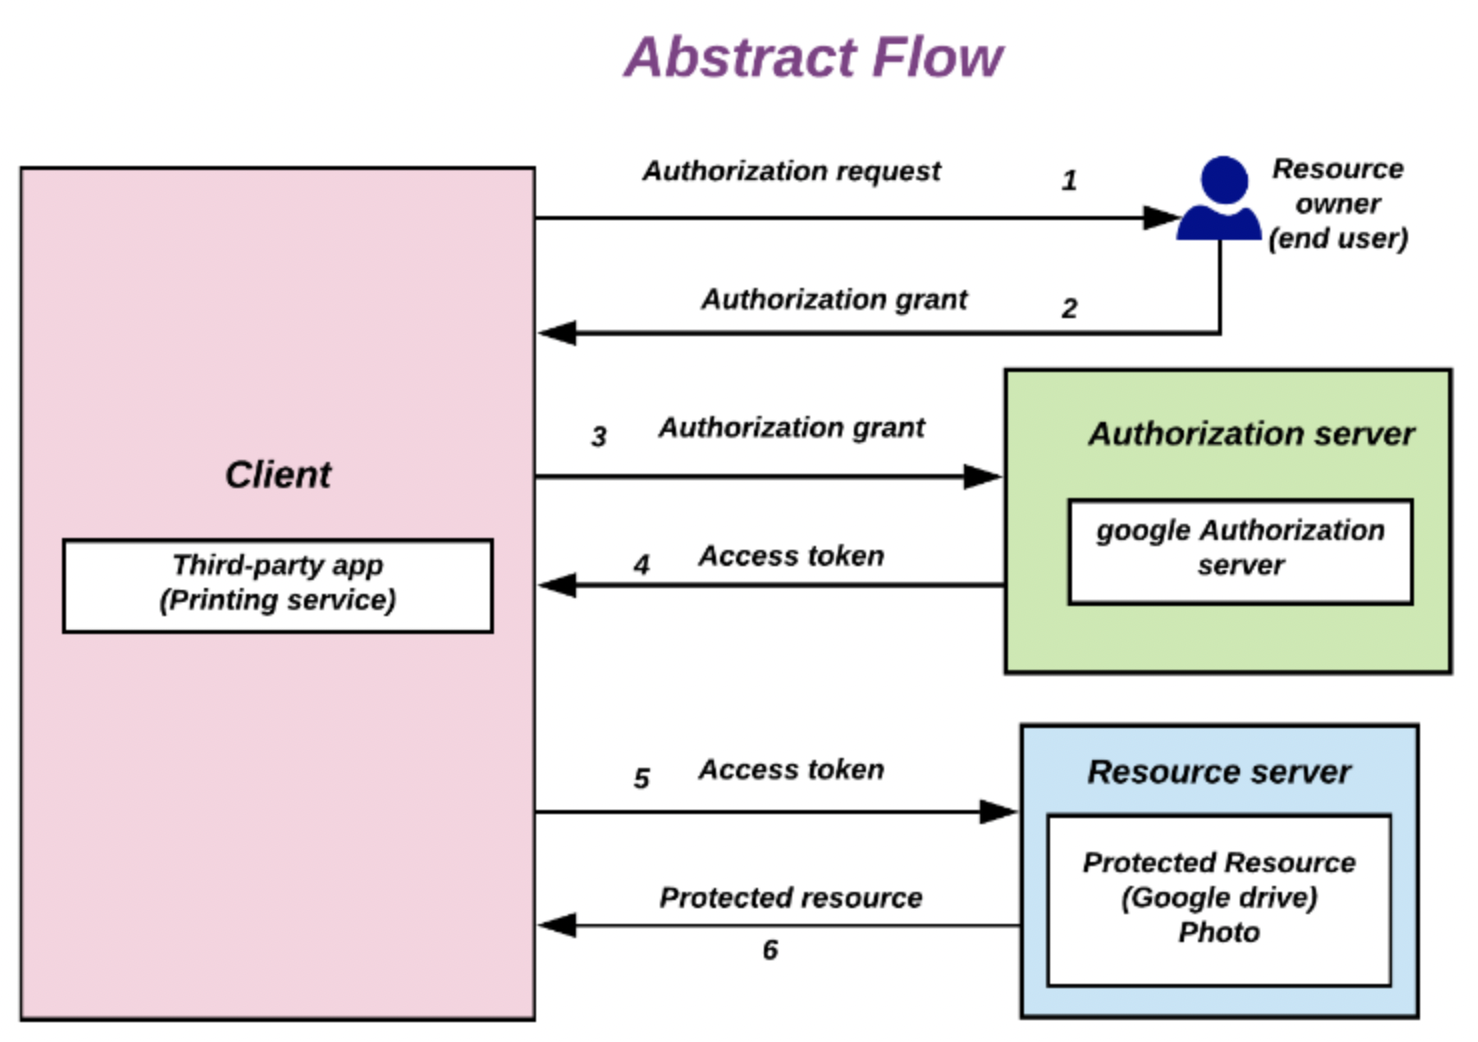 Abstract Flow
Authorization request
1
Resource
owner
(end user)
Authorization grant
2
3
Authorization grant
Authorization server
Client
google Authorization
server
Third-party app
(Printing service)
4
Access token
5
Access token
Resource server
Protected Resource
(Google drive)
Photo
Protected resource
6